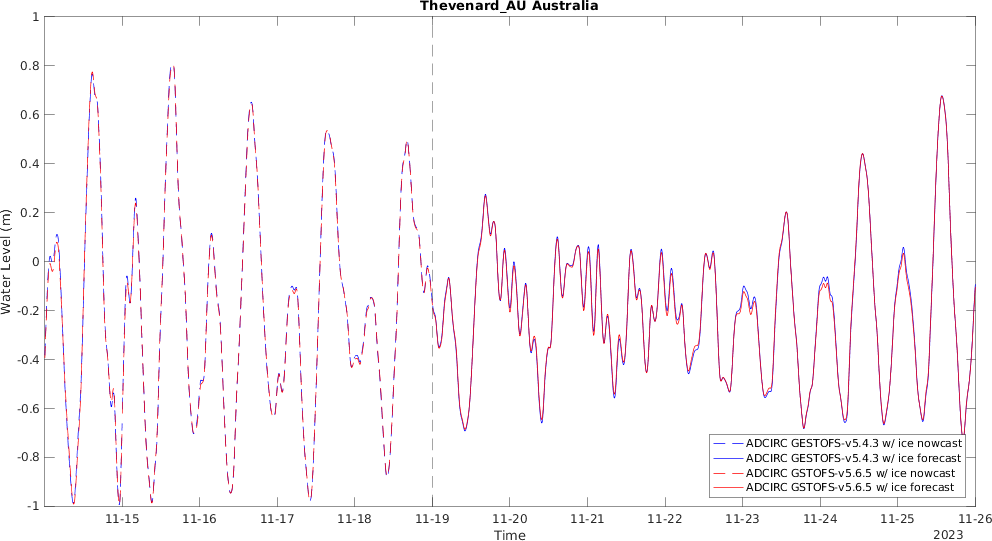 Thevenard_AU Australia
1
0.8
0.6
0.4
0.2
0
-0.2
-0.4
-0.6
-0.8
-1
Water Level (m)
ADCIRC GESTOFS-v5.4.3 w/ ice nowcast
ADCIRC GESTOFS-v5.4.3 w/ ice forecast
ADCIRC GSTOFS-v5.6.5 w/ ice nowcast
ADCIRC GSTOFS-v5.6.5 w/ ice forecast
11-15 11-16 11-17 11-18 11-19 11-20 11-21 11-22 11-23 11-24 11-25 11-26
Time
2023